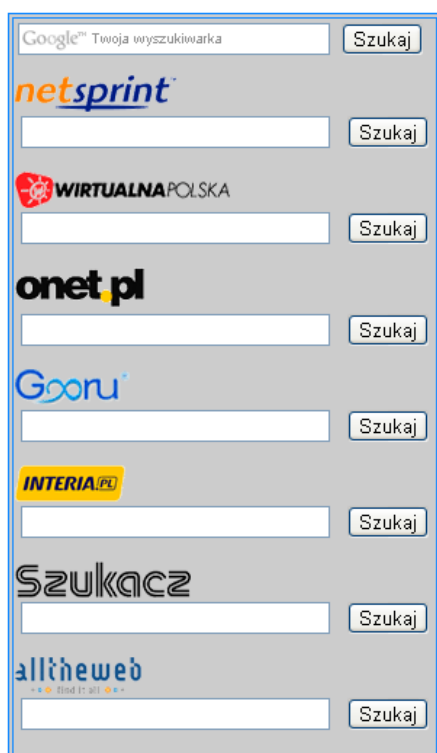 Google™ Twoja wyszukiwarka Szukaj
netsprint
Szukaj
WIRTUALNA POLSKA
Szukaj
onet.pl
Szukaj
Gooru
Szukaj
INTERIA.PL
Szukaj
Szukacz
Szukaj
alltheweb
find it all
Szukaj